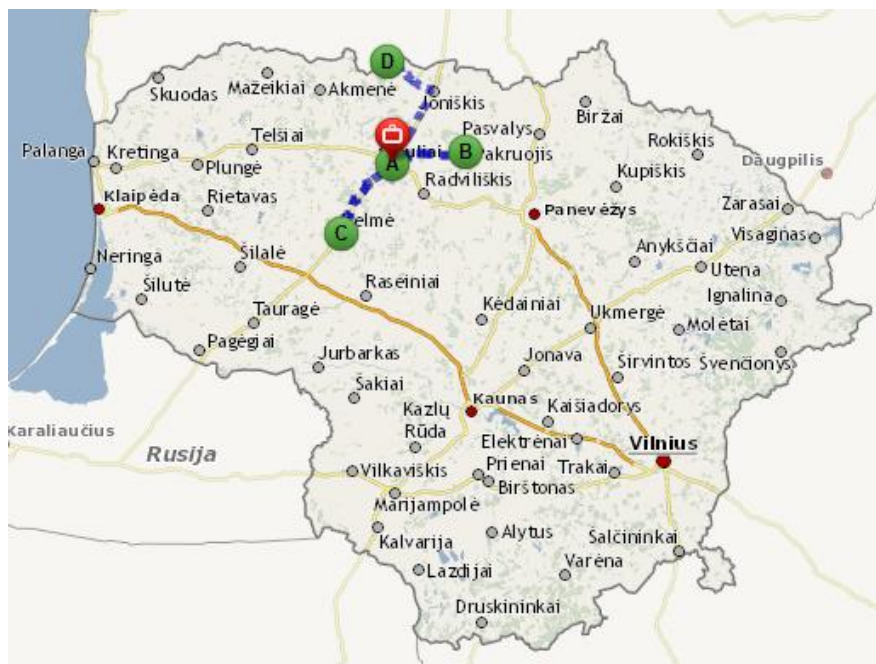 D
Skuodas
Mažeikiai
Akmenė
Joniškis
Biržai
Pasvalys
Telšiai
uliai
B
Pakruojis
Rokiškis
Palanga
Kretinga
Plungė
A
Kupiškis
Daugpilis
Radviliškis
Klaipėda
Rietavas
elmė
C
Panevėžys
Zarasai
Visaginas
Neringa
Šilalė
Anykščiai
Utena
Šilutė
Raseiniai
Kėdainiai
Ignalina
Tauragė
Ukmergė
Molėtai
Pagėgiai
Jurbarkas
Jonava
Širvintos
Švenčionys
Šakiai
Kazlų
Rūda
Kaunas
Kaišiadorys
Karaliaučius
Rusija
Elektrėnai
Vilnius
Vilkaviškis
Prienai
Trakai
Birštonas
Marijampolė
Kalvarija
Alytus
Šalčininkai
Lazdijai
Varėna
Druskininkai